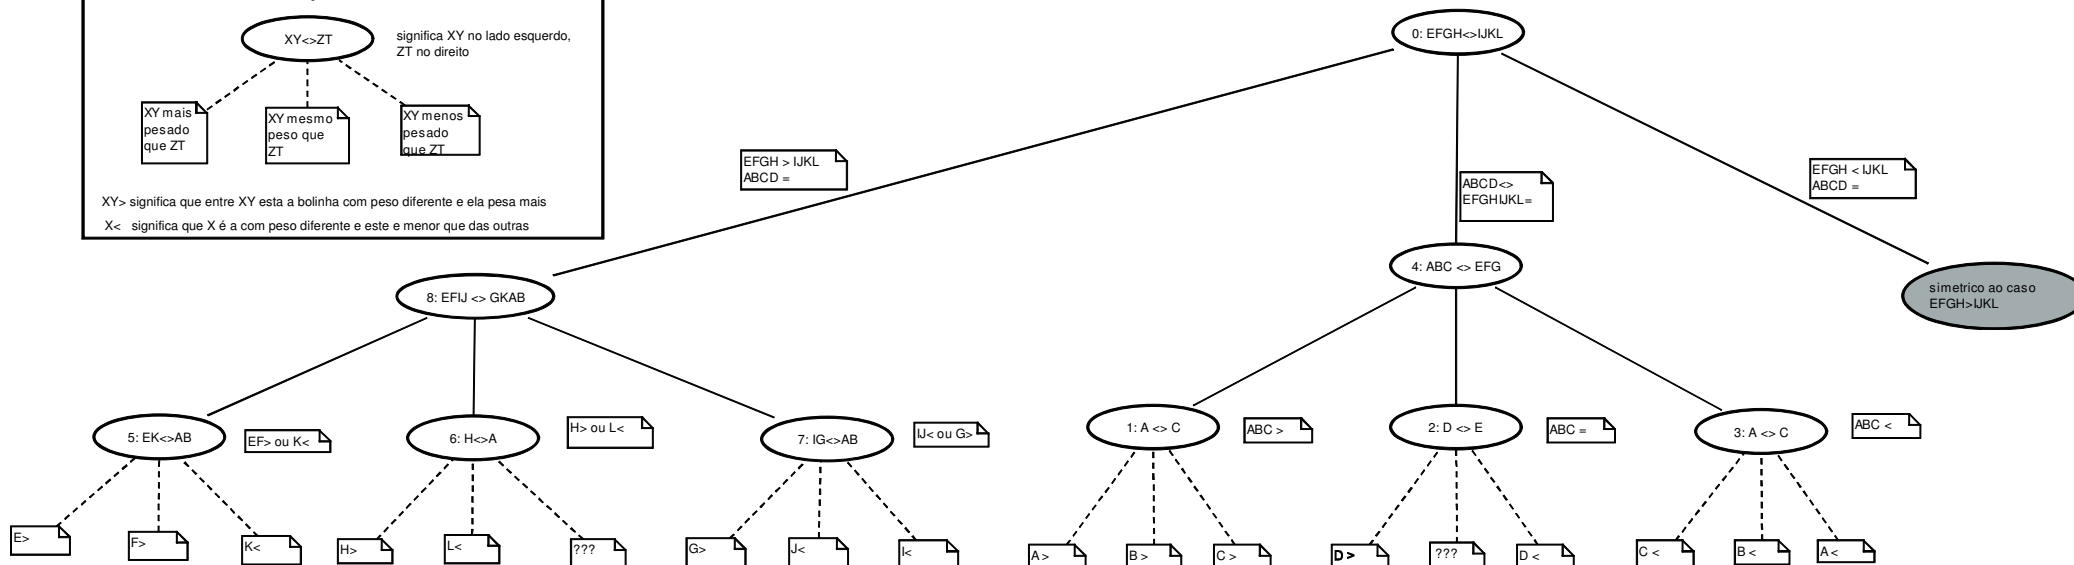 XY<>ZT
significa XY no lado esquerdo,
ZT no direito
XY mais
pesado
que ZT
XY mesmo
peso que
ZT
XY menos
pesado
que ZT
XY> significa que entre XY esta a bolinha com peso diferente e ela pesa mais
X< significa que X é a com peso diferente e este e menor que das outras
0: EFGH<>IJKL
EFGH > IJKL
ABCD =
ABCD<>
EFGHIJKL=
EFGH < IJKL
ABCD =
8: EFIJ <> GKAB
4: ABC <> EFG
simetrico ao caso
EFGH>IJKL
5: EK<>AB
EF> ou K<
6: H<>A
H> ou L<
7: IG<>AB
IJ< ou G>
1: A <> C
ABC >
2: D <> E
ABC =
3: A <> C
ABC <
E>
F>
K<
H>
L<
???
G>
J<
I<
A >
B >
C >
D >
???
D <
C <
B <
A <